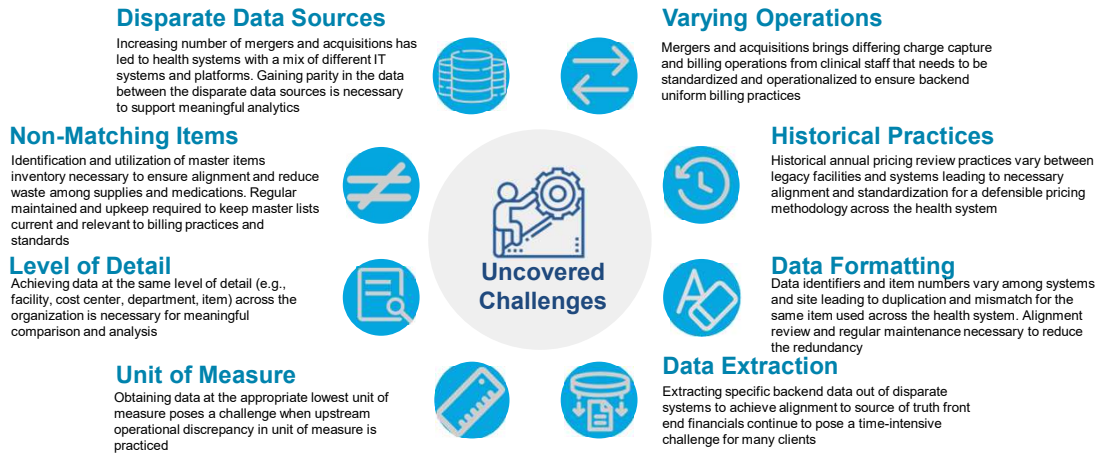 Disparate Data Sources
Increasing number of mergers and acquisitions has
led to health systems with a mix of different IT
systems and platforms. Gaining parity in the data
between the disparate data sources is necessary
to support meaningful analytics
Varying Operations
Mergers and acquisitions brings differing charge capture
and billing operations from clinical staff that needs to be
standardized and operationalized to ensure backend
uniform billing practices
Non-Matching Items
Identification and utilization of master items
inventory necessary to ensure alignment and reduce
waste among supplies and medications. Regular
maintained and upkeep required to keep master lists
current and relevant to billing practices and
standards
Historical Practices
Historical annual pricing review practices vary between
legacy facilities and systems leading to necessary
alignment and standardization for a defensible pricing
methodology across the health system
Uncovered
Challenges
Level of Detail
Achieving data at the same level of detail (e.g.,
facility, cost center, department, item) across the
organization is necessary for meaningful
comparison and analysis
Data Formatting
Data identifiers and item numbers vary among systems
and site leading to duplication and mismatch for the
same item used across the health system. Alignment
review and regular maintenance necessary to reduce
the redundancy
Unit of Measure
Obtaining data at the appropriate lowest unit of
measure poses a challenge when upstream
operational discrepancy in unit of measure is
practiced
Data Extraction
Extracting specific backend data out of disparate
systems to achieve alignment to source of truth front
end financials continue to pose a time-intensive
challenge for many clients